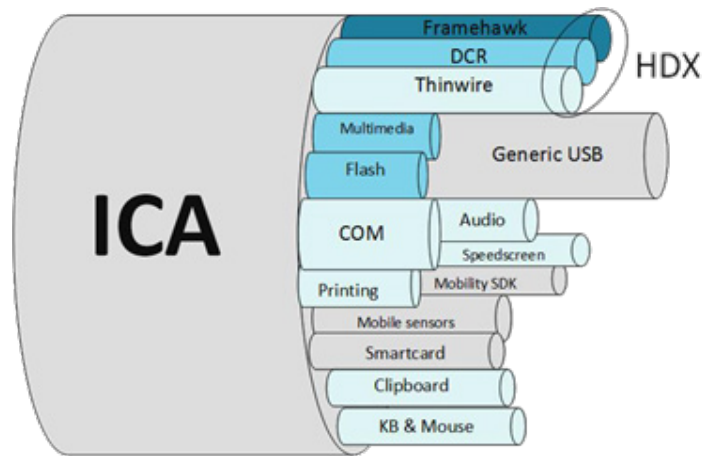 Framehawk
DCR
HDX
Thinwire
Multimedia
Generic USB
Flash
ICA
COM
Audio
Speedscreen
Printing
Mobility SDK
Mobile sensors
Smartcard
Clipboard
KB & Mouse